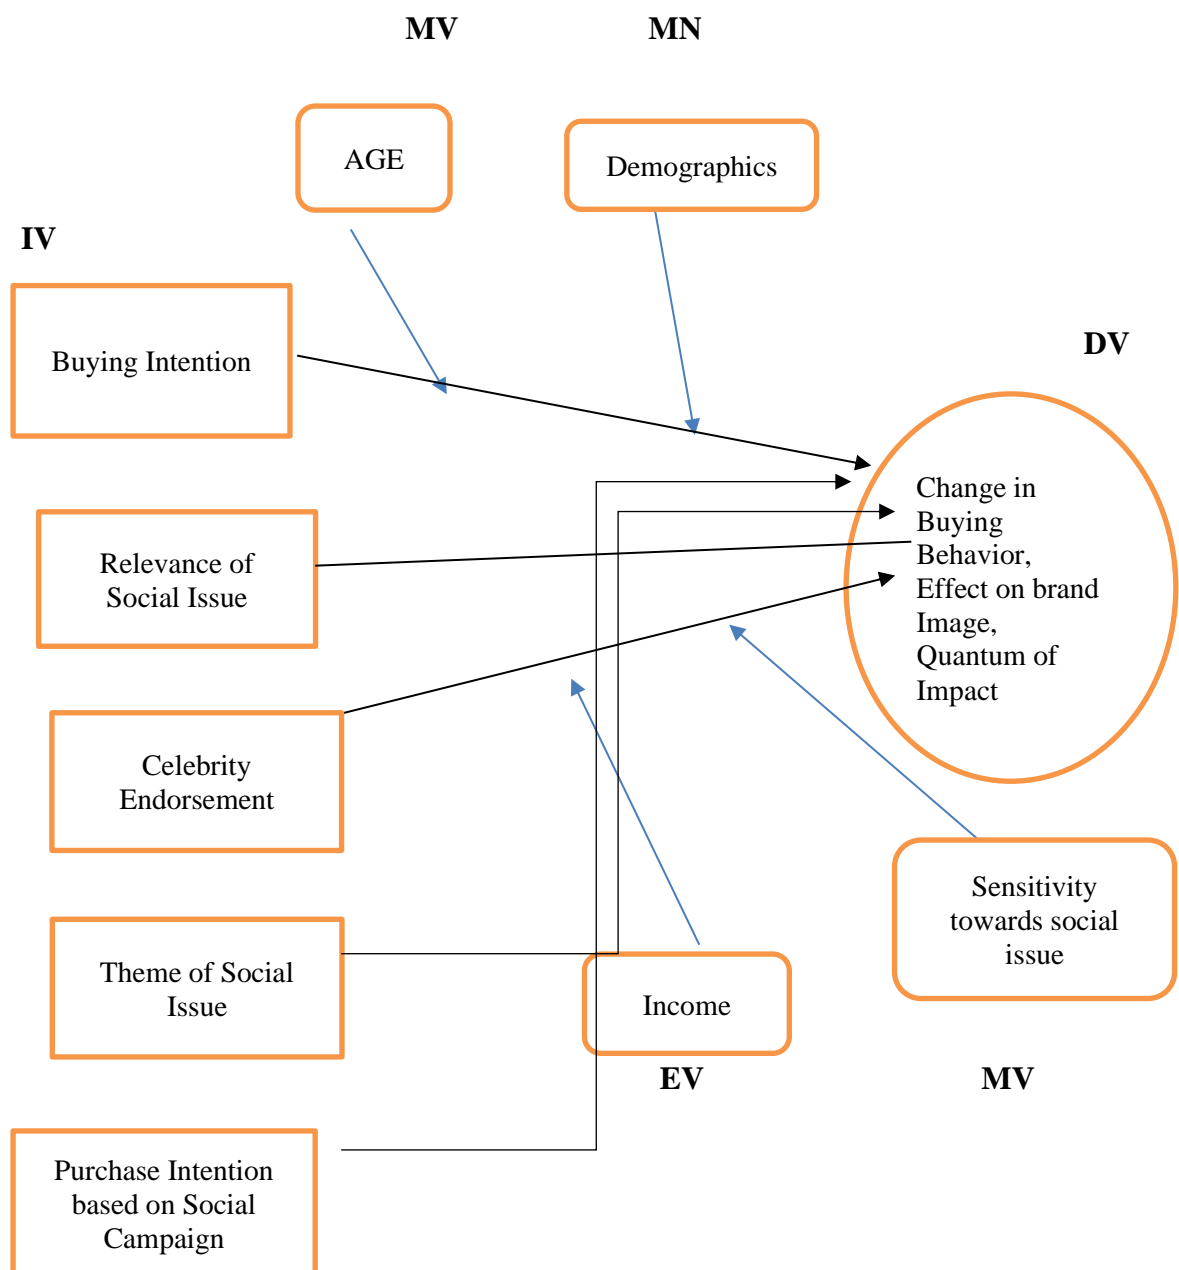 MV
MN
AGE
Demographics
IV
Buying Intention
DV
Change in
Buying
Behavior,
Effect on brand
Image,
Quantum of
Impact
Relevance of
Social Issue
Celebrity
Endorsement
Sensitivity
towards social
issue
Theme of Social
Issue
Income
EV
MV
Purchase Intention
based on Social
Campaign